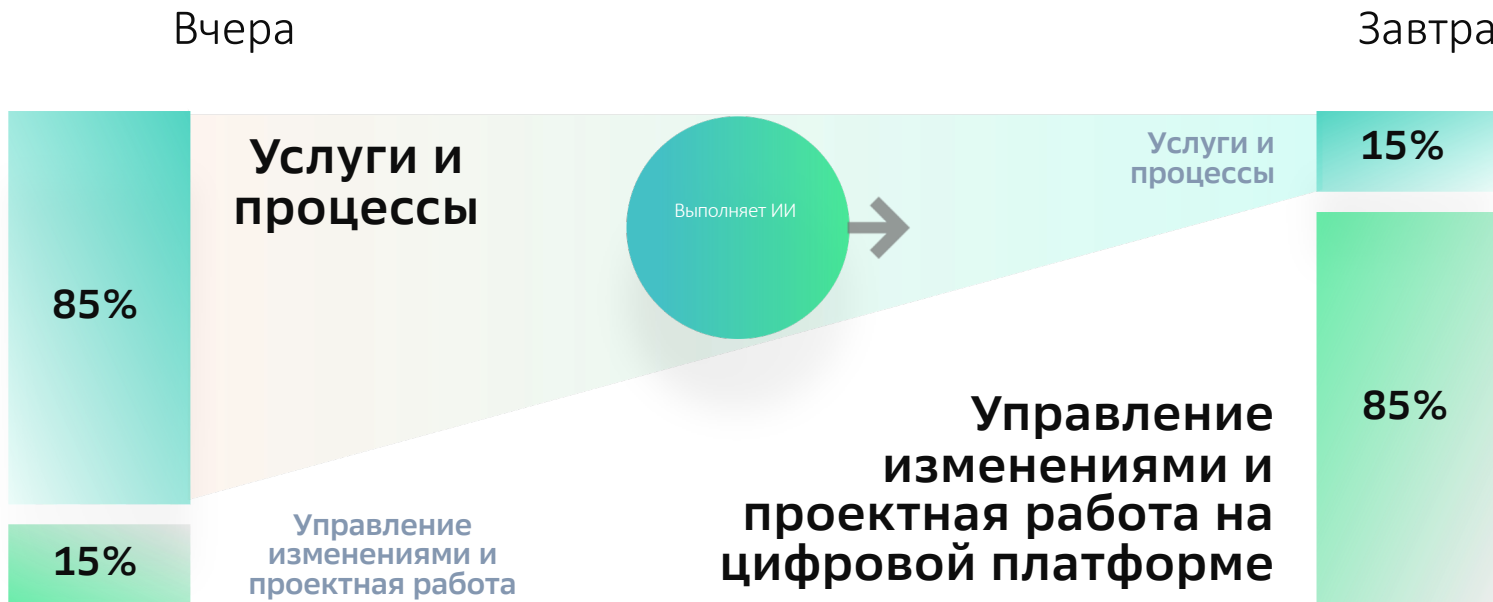 Вчера
Завтра
Услуги и
процессы
85%
Выполняет ИИ
Услуги и
процессы
15%
Управление
изменениями и
проектная работа на
цифровой платформе
85%
15%
Управление
изменениями и
проектная работа